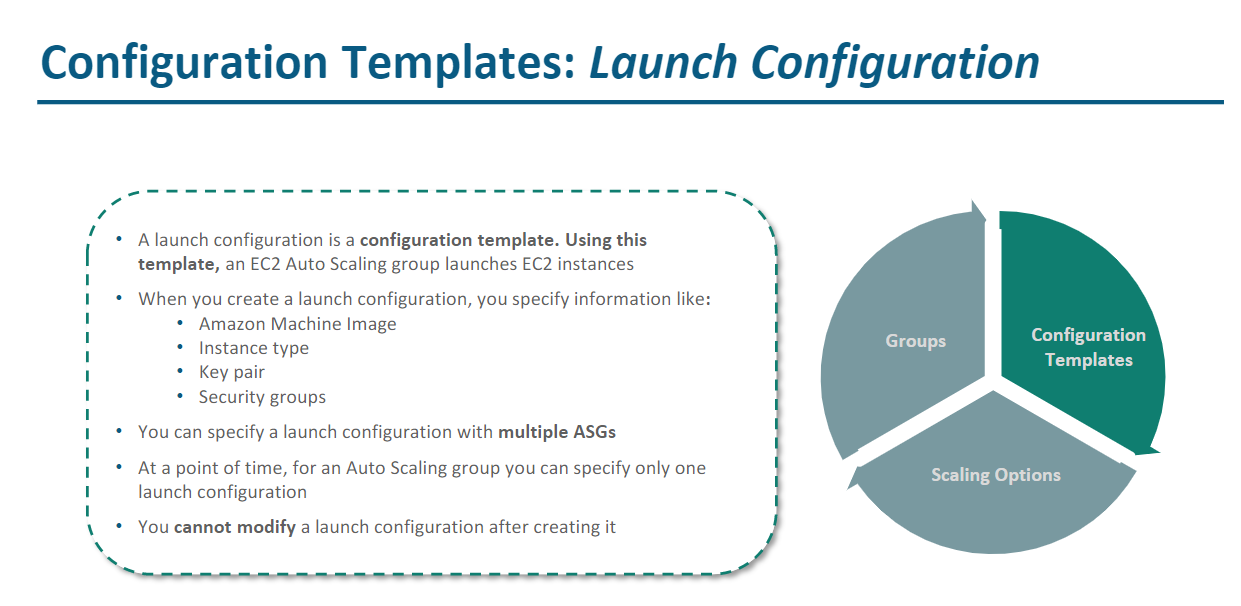 Configuration Templates: Launch Configuration
• A launch configuration is a configuration template. Using this
template, an EC2 Auto Scaling group launches EC2 instances
• When you create a launch configuration, you specify information like:
• Amazon Machine Image
• Instance type
• Key pair
• Security groups
• You can specify a launch configuration with multiple ASGs
• At a point of time, for an Auto Scaling group you can specify only one
launch configuration
• You cannot modify a launch configuration after creating it
Groups
Configuration
Templates
Scaling Options